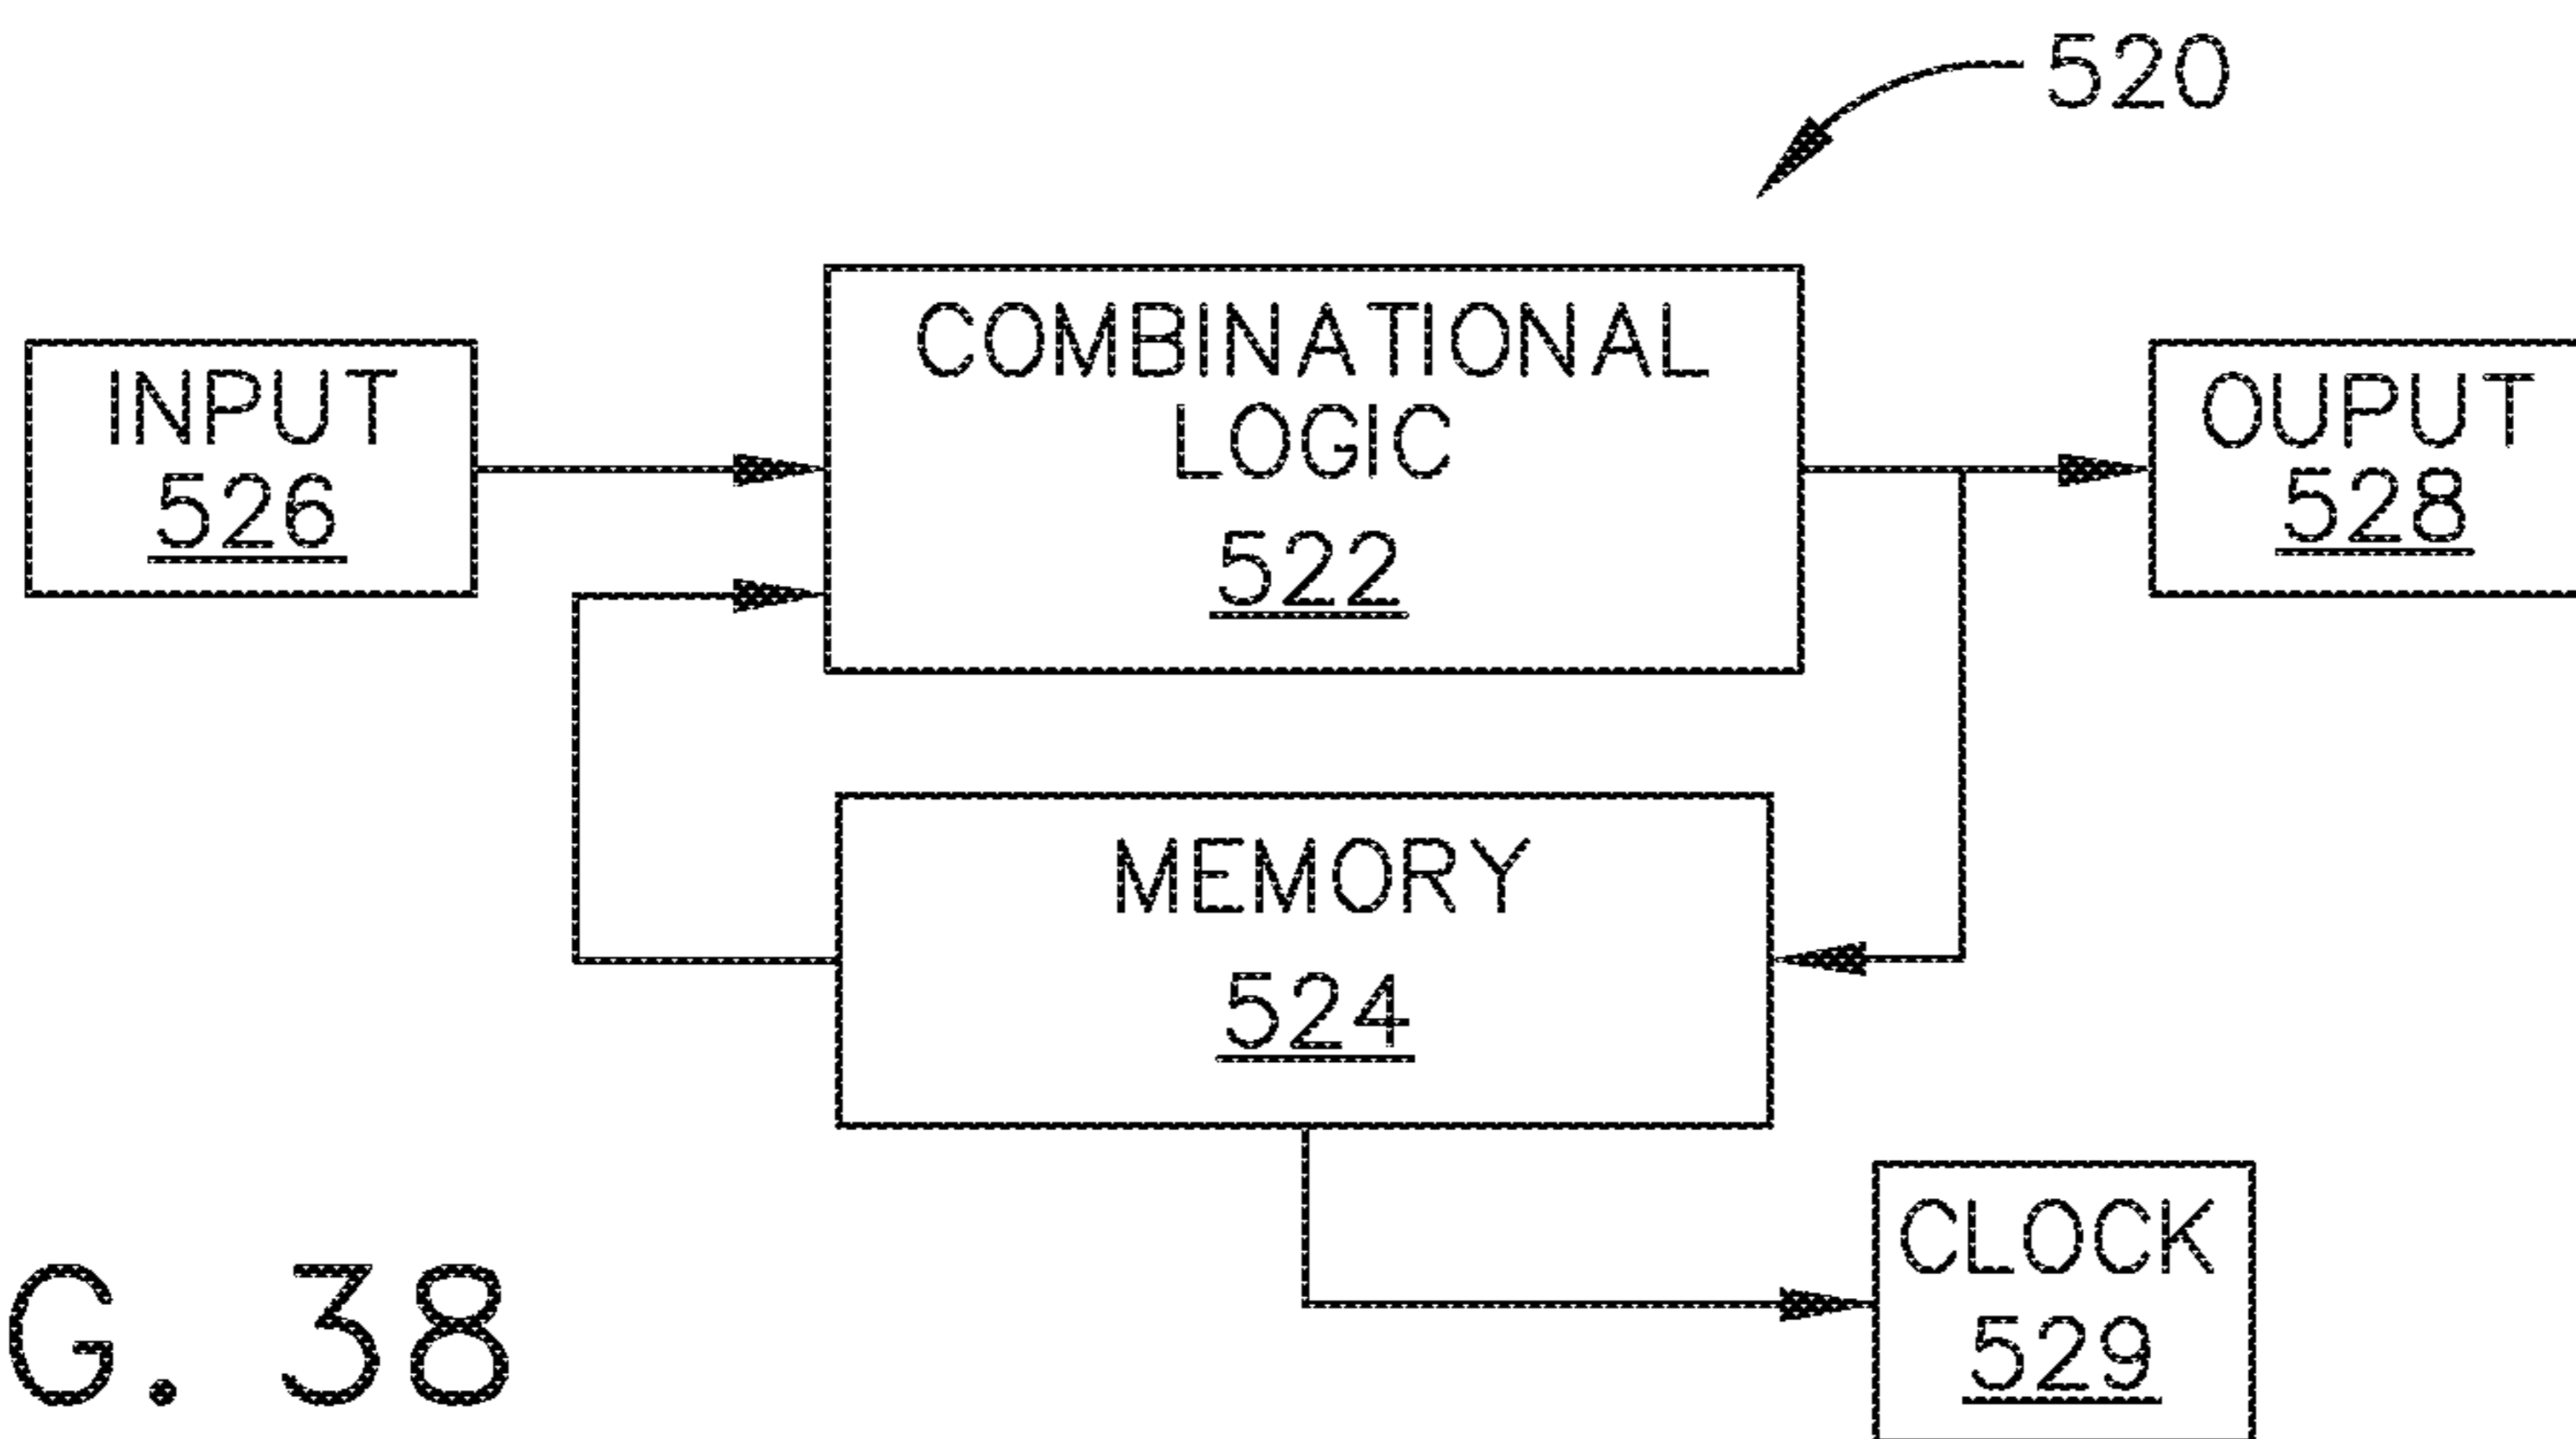 520
COMBINATIONAL
LOGIC
522
INPUT
526
OUPUT
528
MEMORY
524
CLOCK
529
G. 38